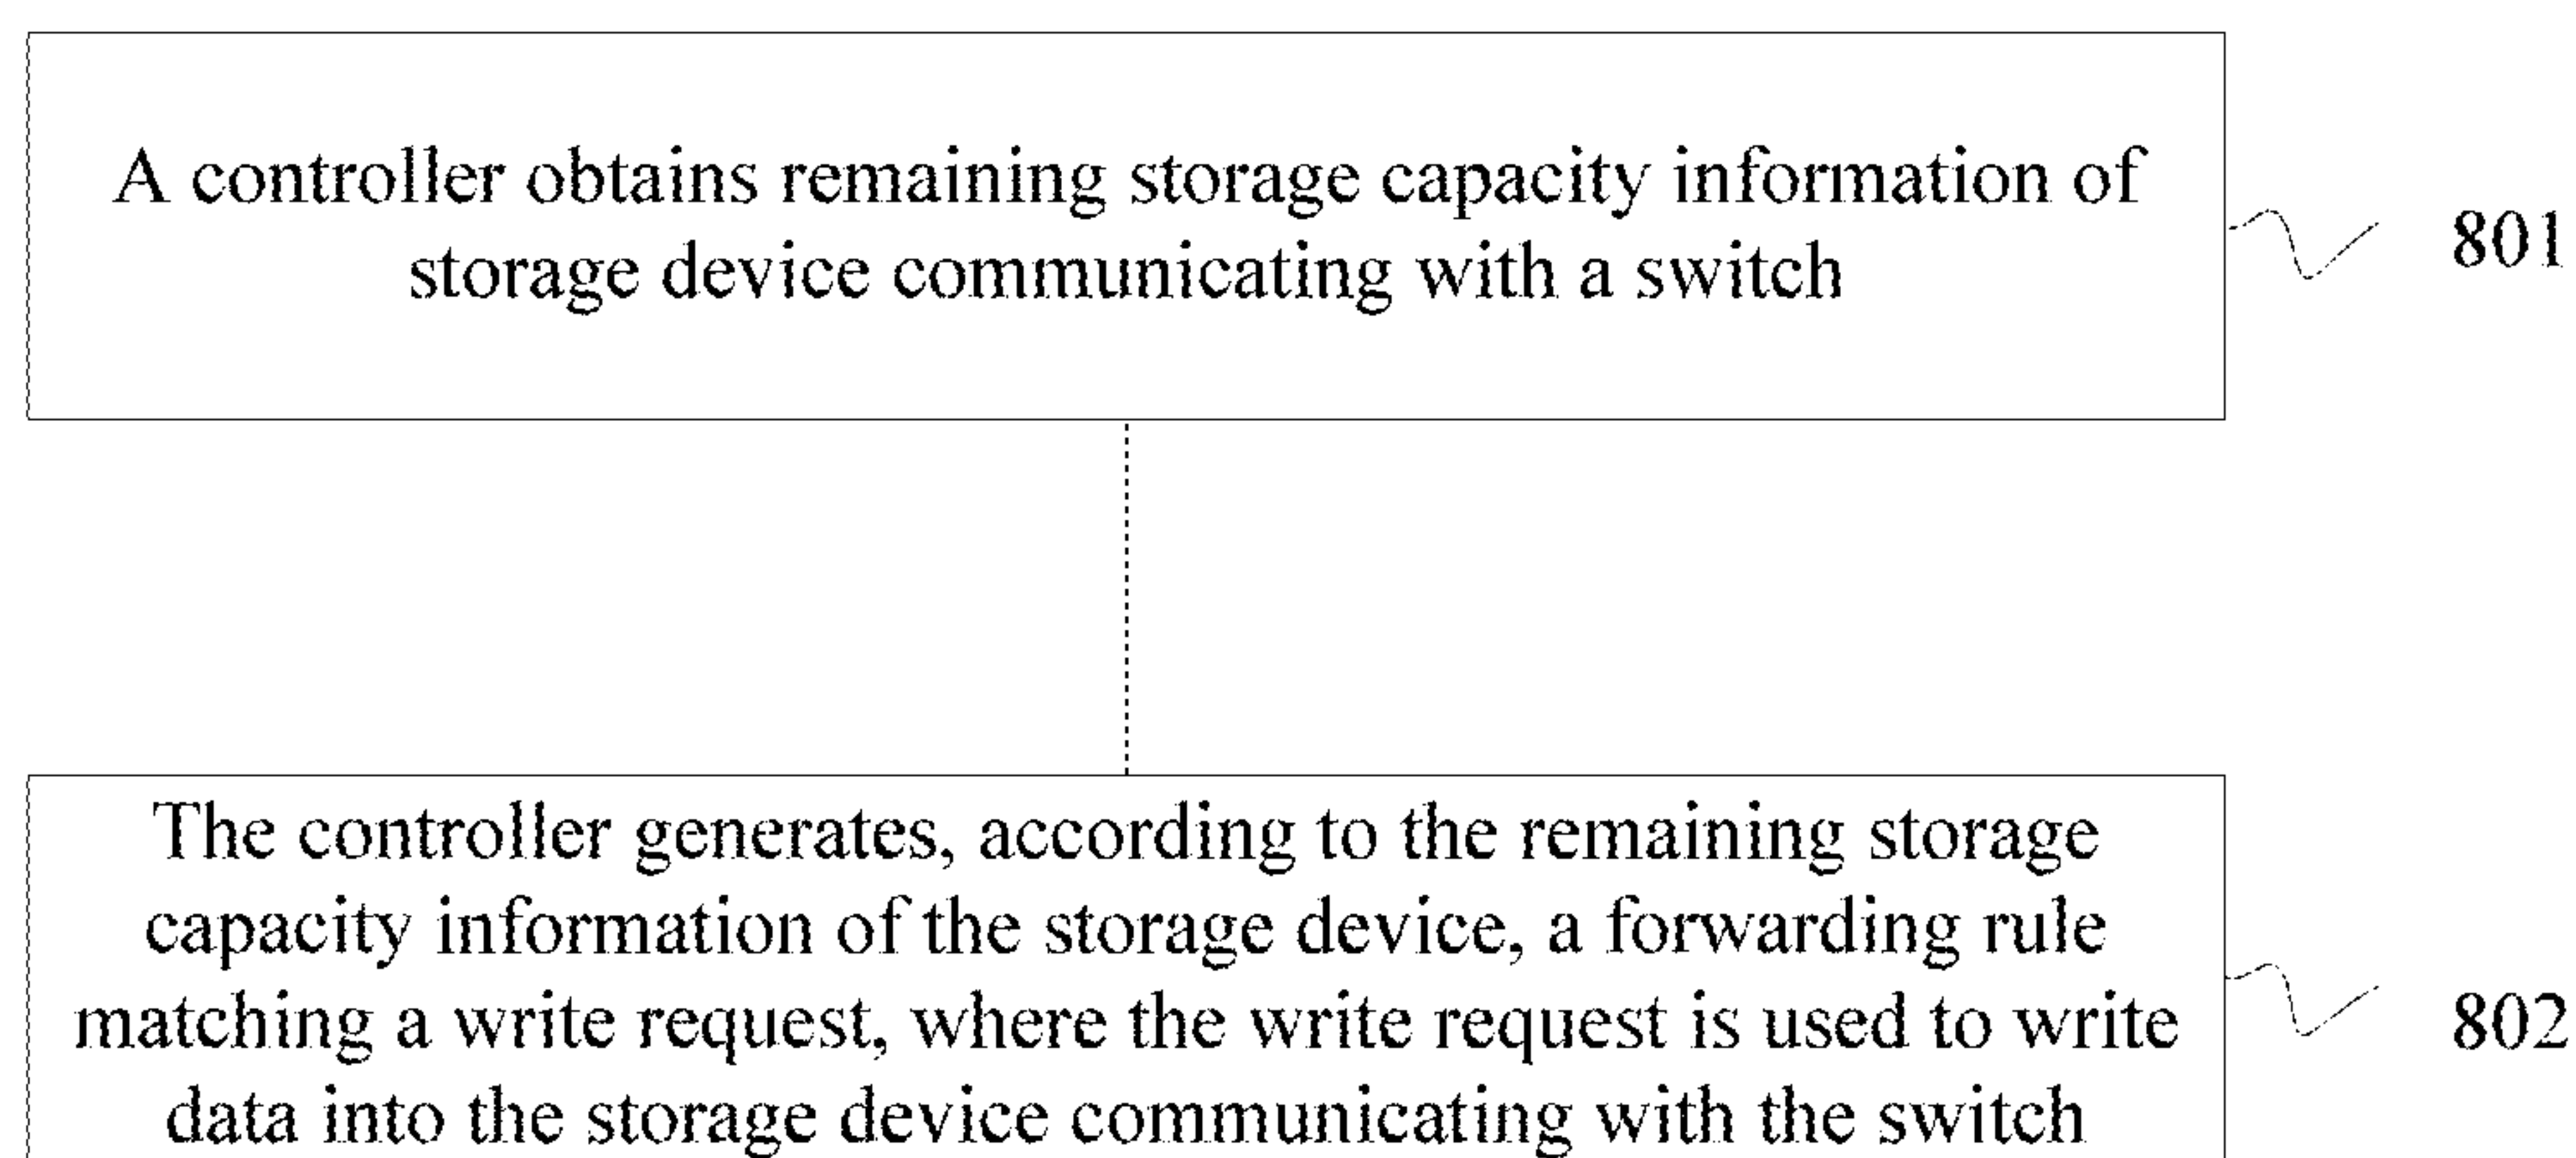 A controller obtains remaining storage capacity information of
storage device communicating with a switch
801
The controller generates, according to the remaining storage
capacity information of the storage device, a forwarding rule
matching a write request, where the write request is used to write
data into the storage device communicating with the switch
802